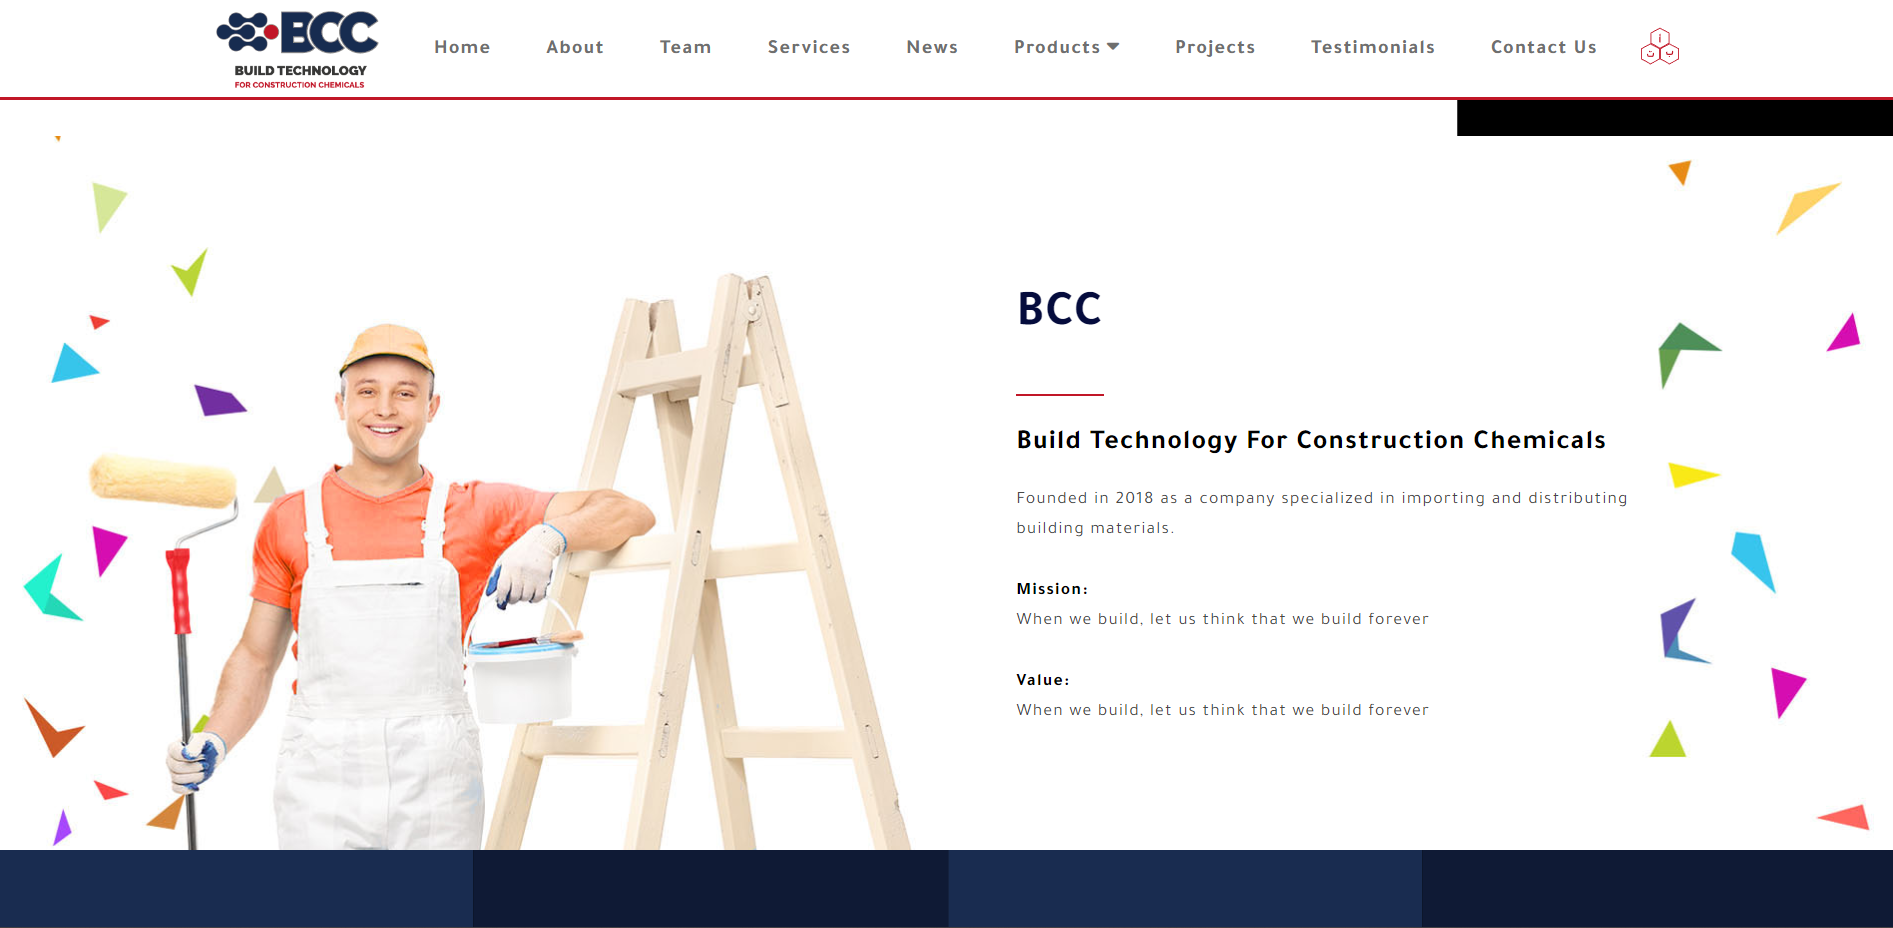 BCC
BUILD TECHNOLOGY
FOR CONSTRUCTION CHEMICALS
Home About Team Services News Products Projects Testimonials Contact Us
BCC
Build Technology For Construction Chemicals
Founded in 2018 as a company specialized in importing and distributing
building materials.
Mission:
When we build, let us think that we build forever
Value:
When we build, let us think that we build forever